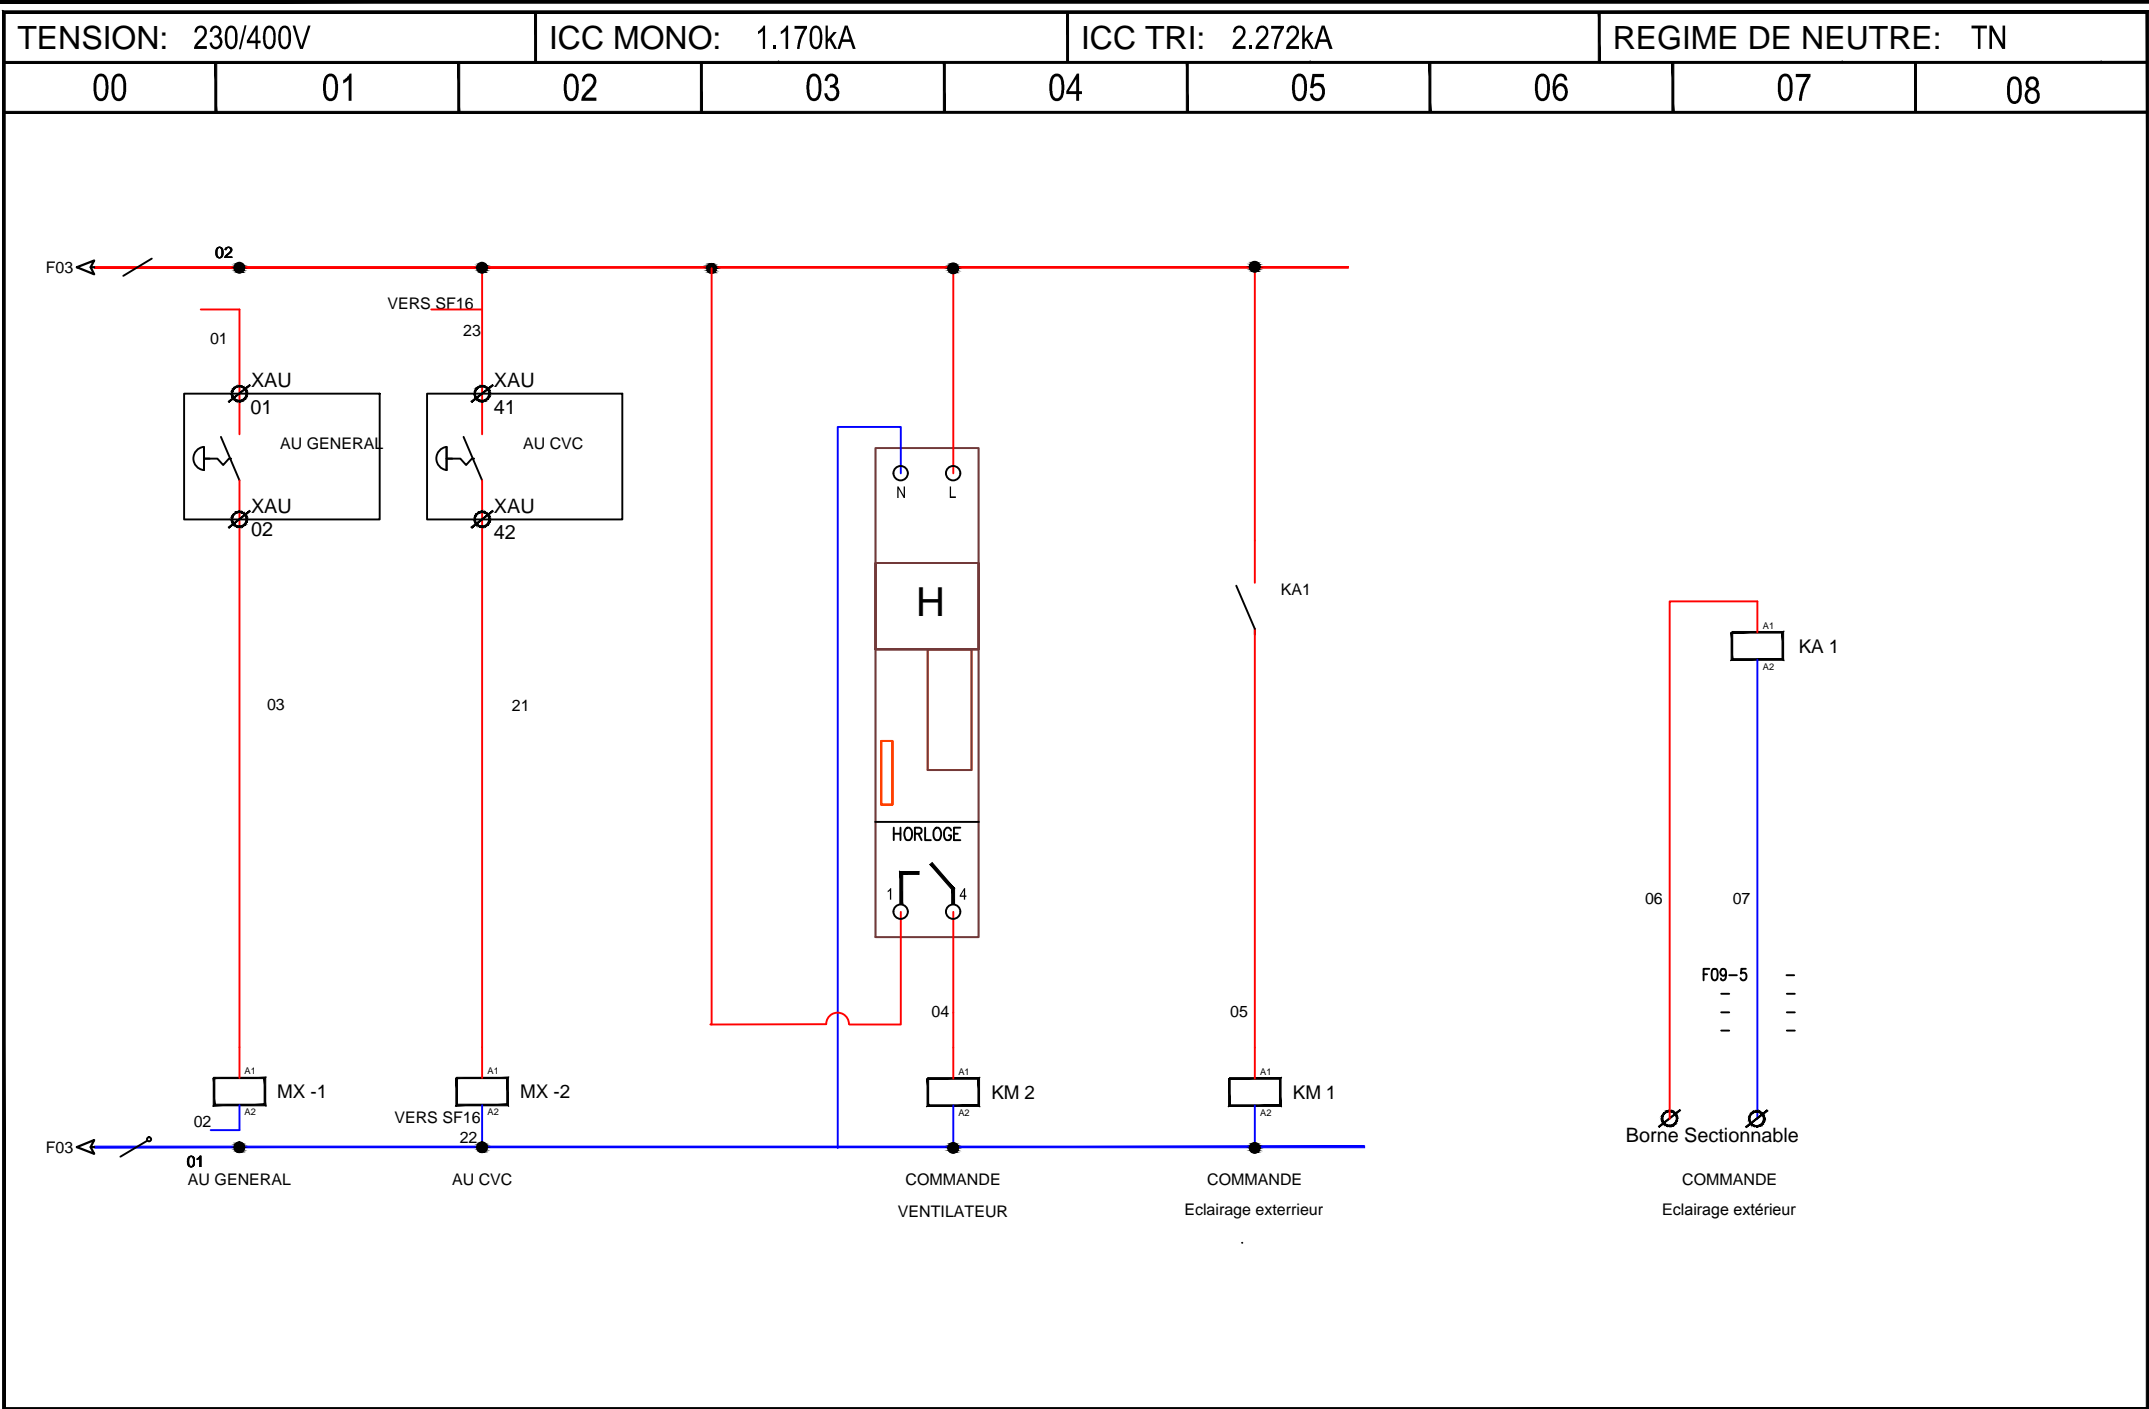 TENSION: 230/400V ICC MONO: 1.170kA ICC TRI: 2.272kA REGIME DE NEUTRE: TN
00 01 02 03 04 05 06 07 08
02
F03
VERS SF16
01
23
XAU
01
AU GENERAL
XAU
02
XAU
41
AU CVC
XAU
42
N L
H
KA1
A1
KA 1
A2
03
21
HORLOGE
1 4
06
07
F09-5
04
05
A1
MX -1
A2
02
A1
MX -2
A2
VERS SF16
22
A1
KM 2
A2
A1
KM 1
A2
Borne Sectionnable
F03
01
AU GENERAL
AU CVC
COMMANDE
VENTILATEUR
COMMANDE
Eclairage exterrieur
.
COMMANDE
Eclairage extérieur